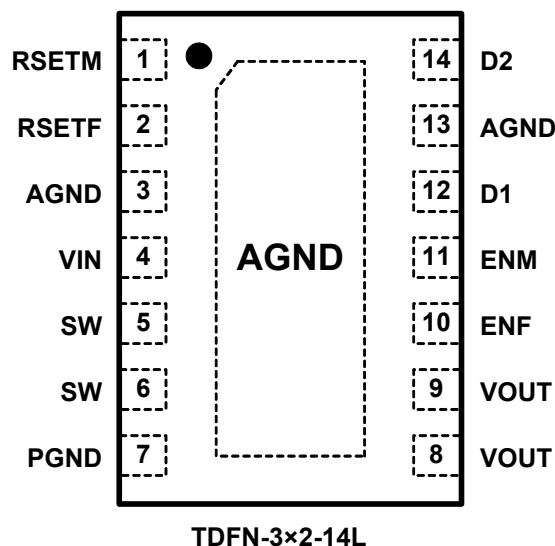 RSETM 1 14 D2
RSETF 2 13 AGND
AGND 3 12 D1
VIN 4 AGND 11 ENM
SW 5 10 ENF
SW 6 9 VOUT
PGND 7 8 VOUT
TDFN-3×2-14L